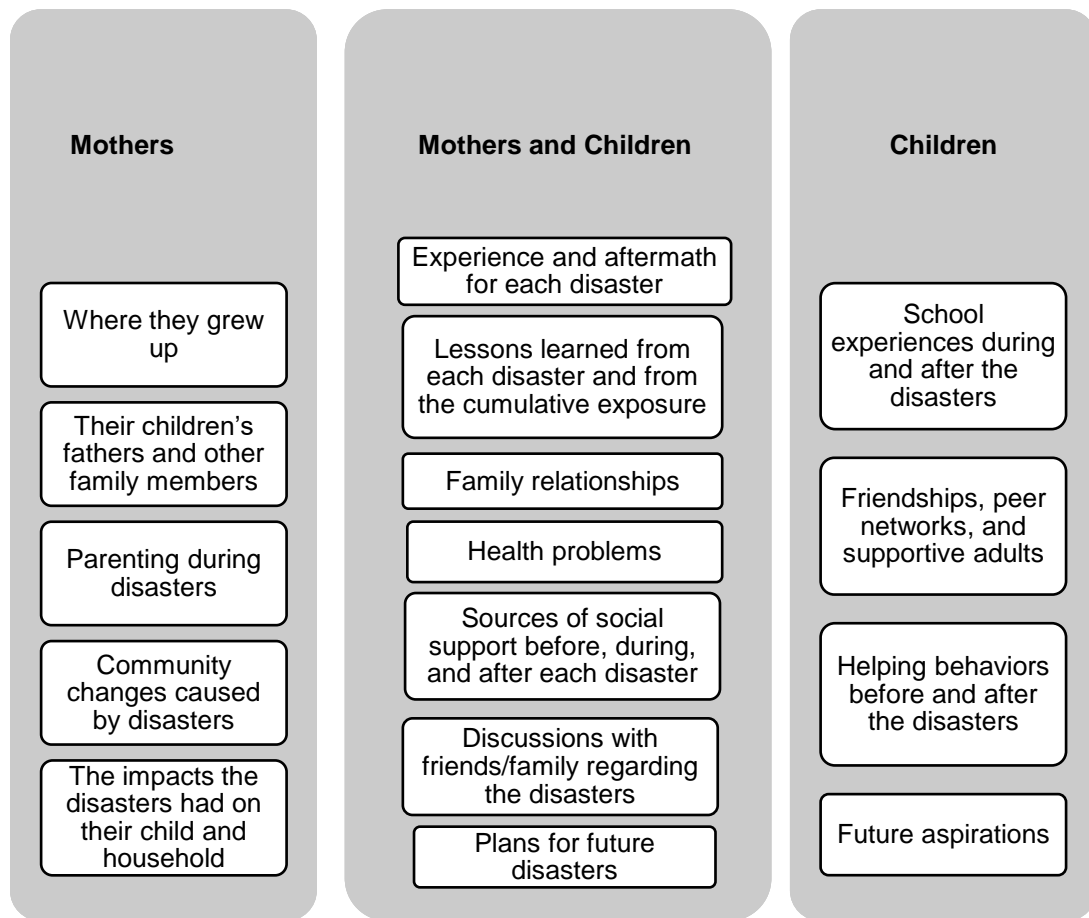 Mothers
Where they grew
up
Their children’s
fathers and other
family members
Parenting during
disasters
Community
changes caused
by disasters
The impacts the
disasters had on
their child and
household
Mothers and Children
Experience and aftermath
for each disaster
Lessons learned from
each disaster and from
the cumulative exposure
Family relationships
Health problems
Sources of social
support before, during,
and after each disaster
Discussions with
friends/family regarding
the disasters
Plans for future
disasters
Children
School
experiences during
and after the
disasters
Friendships, peer
networks, and
supportive adults
Helping behaviors
before and after
the disasters
Future aspirations